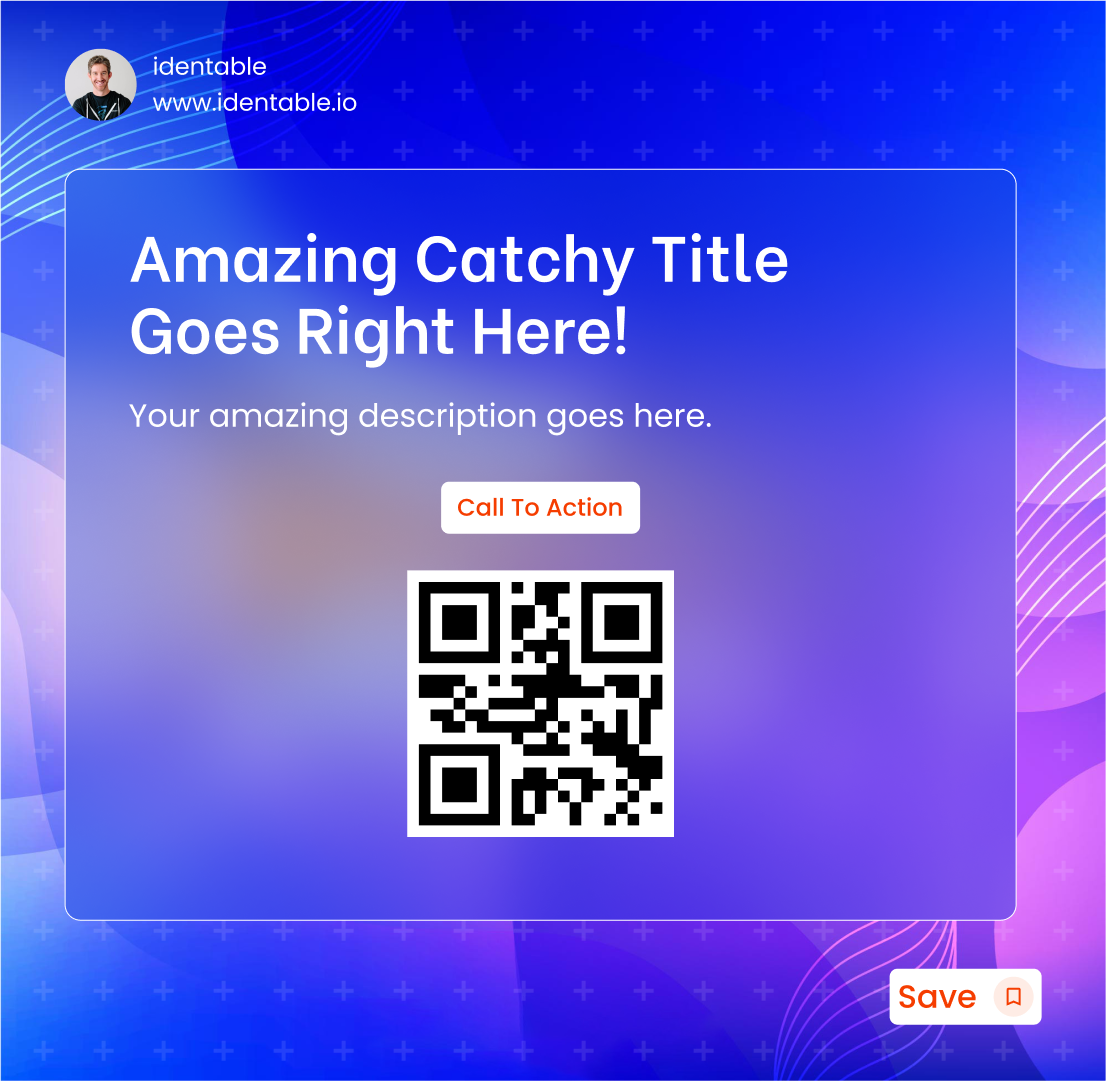 identable
www.identable.io
Amazing Catchy Title
Goes Right Here!
Your amazing description goes here.
Call To Action
Save